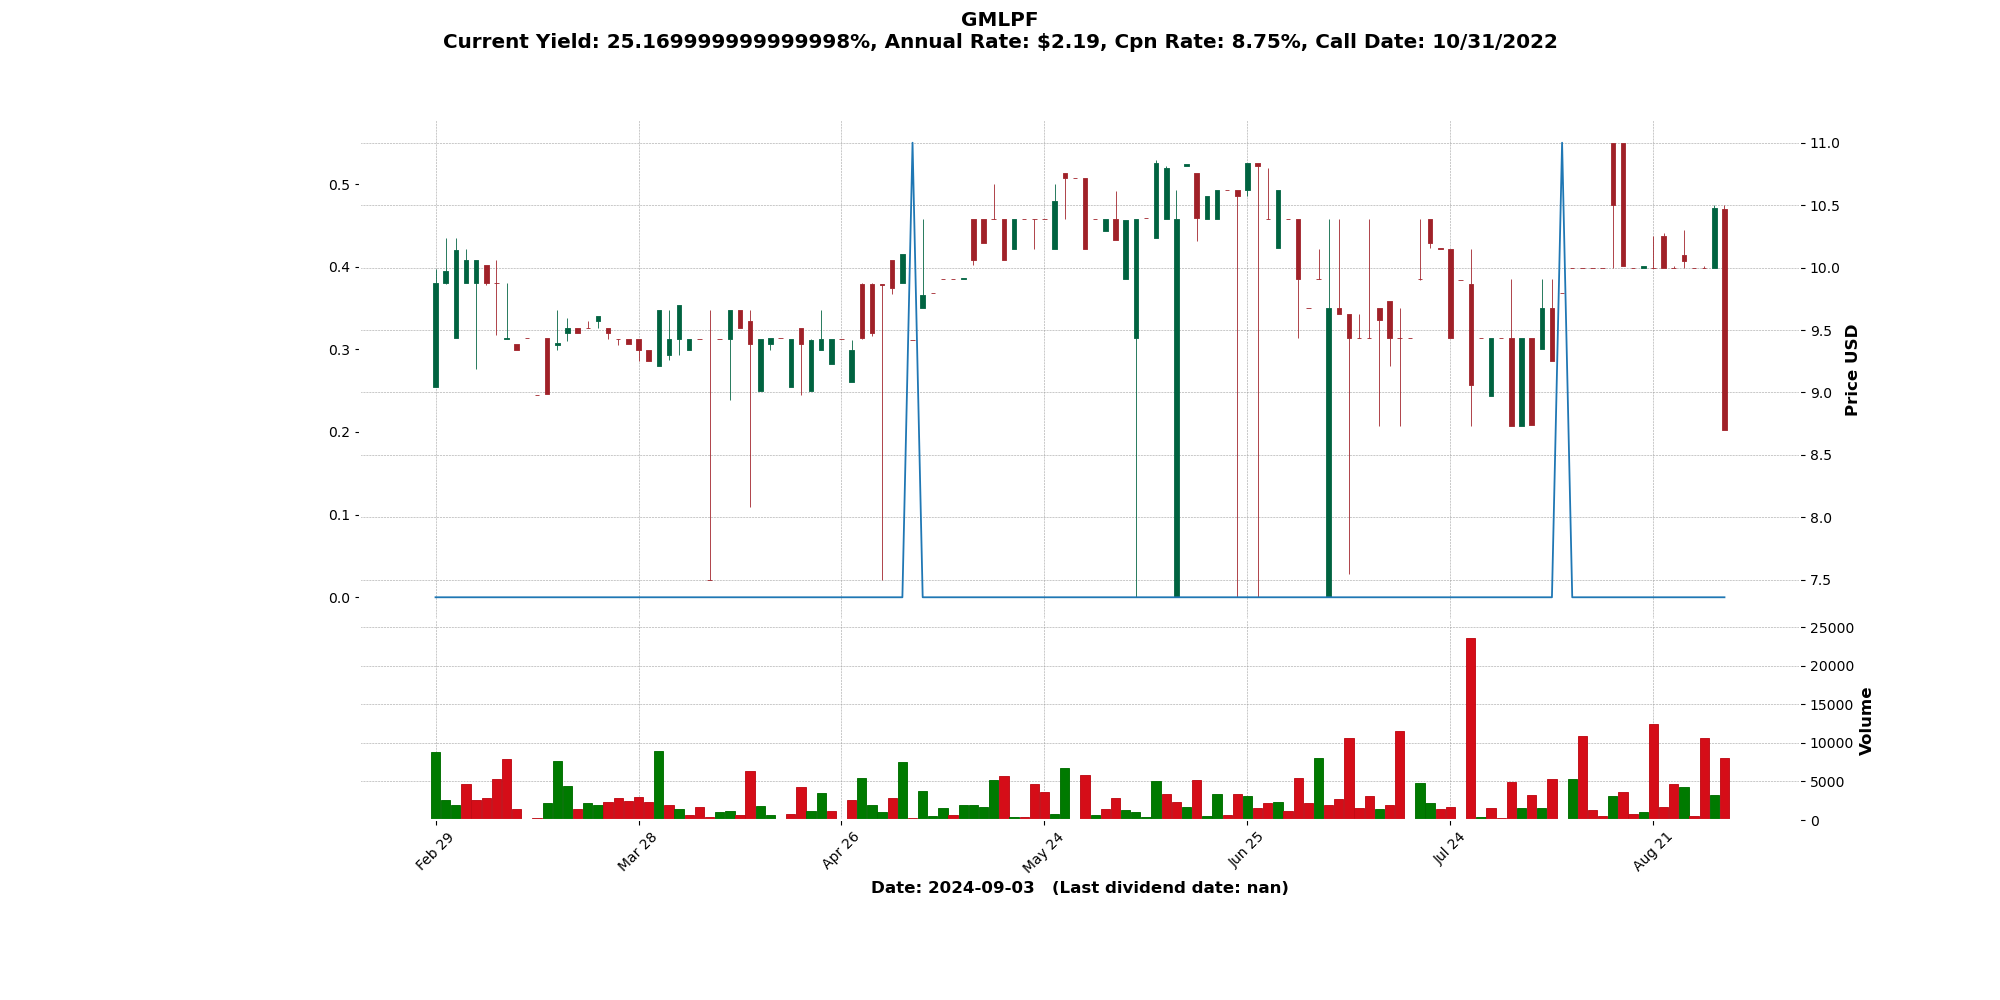 GMLPF
Current Yield: 25.169999999999998%, Annual Rate: $2.19, Cpn Rate: 8.75%, Call Date: 10/31/2022
0.5
0.4
0.3
0.2
0.1
0.0
11.0
10.5
10.0
9.5
9.0
8.5
8.0
7.5
Price USD
25000
20000
15000
10000
5000
0
Volume
Feb 29
Mar 28
Apr 26
May 24
Jun 25
Jul 24
Aug 21
Date: 2024-09-03 (Last dividend date: nan)